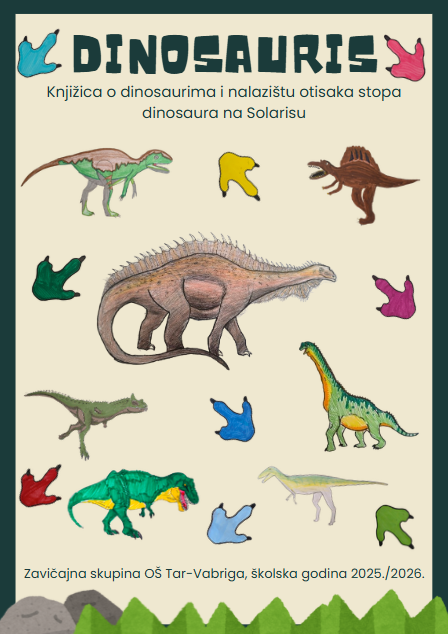 DINOSAURIS
Knjižica o dinosaurima i nalazištu otisaka stopa
dinosaura na Solarisu
Zavičajna skupina OŠ Tar-Vabriga, školska godina 2025./2026.